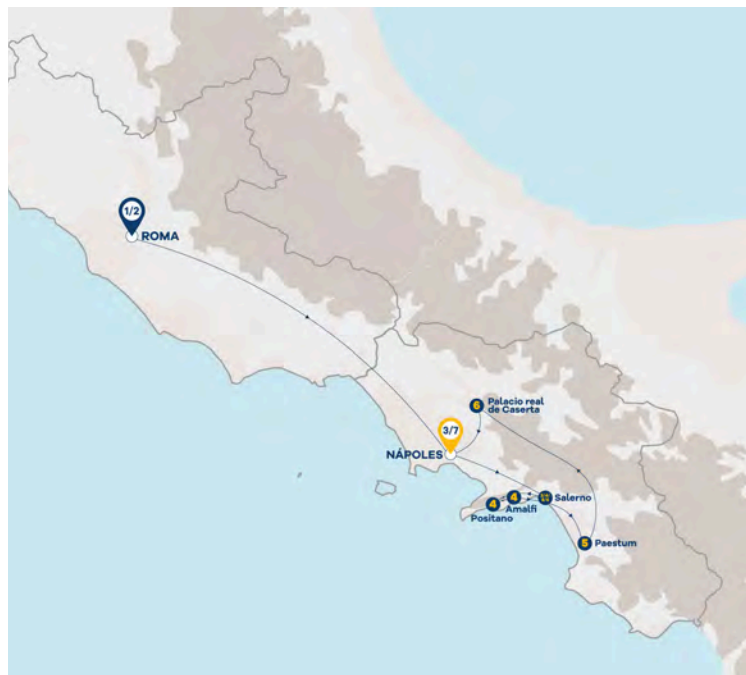 1/2
ROMA
6
Palacio real
de Caserta
3/7
NÁPOLES
4
4
Salerno
Amalfi
Positano
5
Paestum